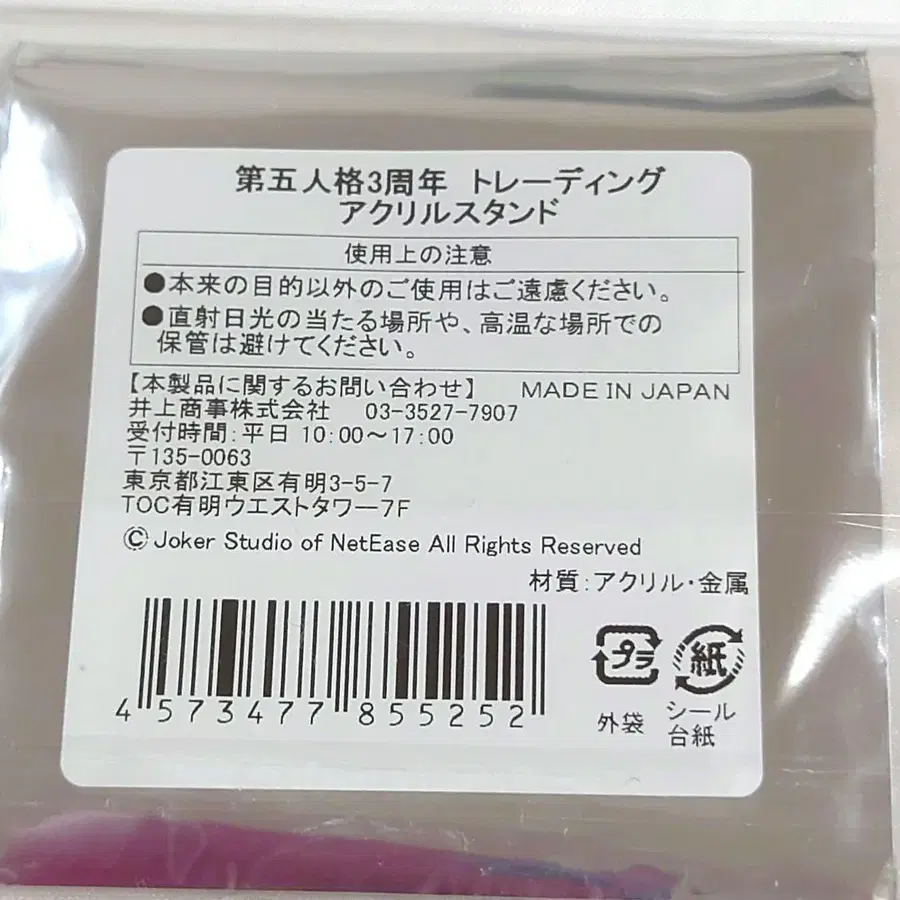 第五人格3周年 トレーディング
アクリルスタンド
使用上の注意
●本来の目的以外のご使用はご遠慮ください。
●直射日光の当たる場所や、高温な場所での
保管は避けてください。
【本製品に関するお問い合わせ】 MADE IN JAPAN
井上商事株式会社 03-3527-7907
受付時間:平日 10:00～17:00
〒135-0063
東京都江東区有明3-5-7
TOC有明ウエストタワー7F
Ⓒ Joker Studio of NetEase All Rights Reserved
材質:アクリル・金属
4 573477 855252
プラ 紙
外袋 シール
台紙